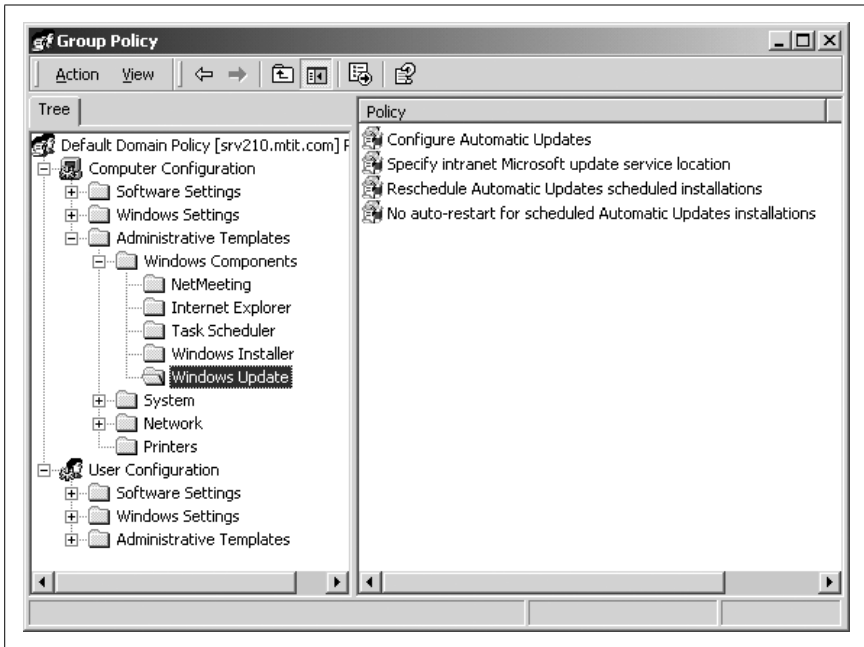 Group Policy
Action View
Tree
Policy
Default Domain Policy [srv210.mtit.com] F
Computer Configuration
Software Settings
Windows Settings
Administrative Templates
Windows Components
NetMeeting
Internet Explorer
Task Scheduler
Windows Installer
Windows Update
System
Network
Printers
User Configuration
Software Settings
Windows Settings
Administrative Templates
Configure Automatic Updates
Specify intranet Microsoft update service location
Reschedule Automatic Updates scheduled installations
No auto-restart for scheduled Automatic Updates installations